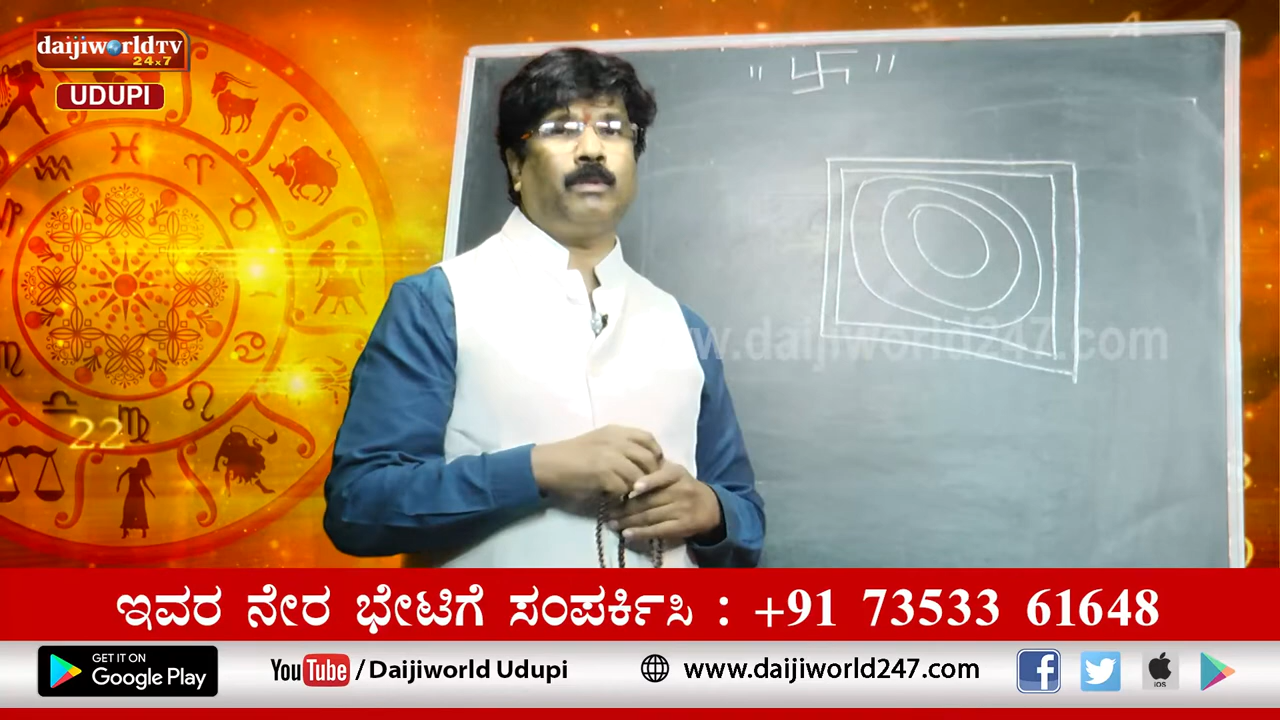 daijiworldTV
24x7
UDUPI
" 卐 "
www.daijiworld247.com
22
ಇವರ ನೇರ ಭೇಟಿಗೆ ಸಂಪರ್ಕಿಸಿ : +91 73533 61648
GET IT ON
Google Play
YouTube / Daijiworld Udupi
www.daijiworld247.com
iOS